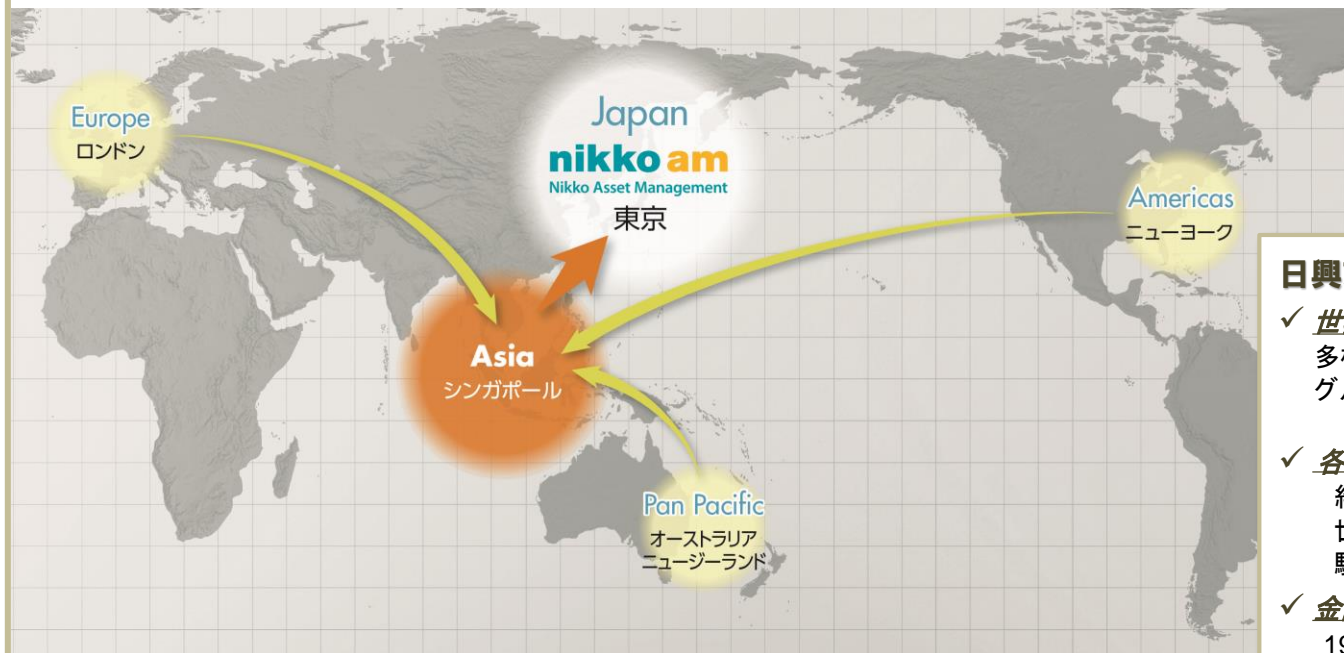 Europe
ロンドン
Japan
nikko am
Nikko Asset Management
東京
Americas
ニューヨーク
Asia
シンガポール
Pan Pacific
オーストラリア
ニュージーランド
日興
✓ 世
グ
✓ 各
✓ 金
19